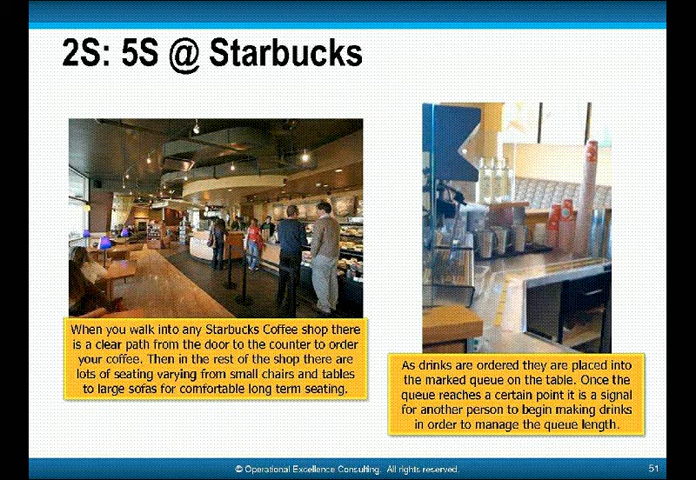 2S: 5S @ Starbucks
When you walk into any Starbucks Coffee shop there
is a clear path from the door to the counter to order
your coffee. Then in the rest of the shop there are
lots of seating varying from small chairs and tables
to large sofas for comfortable long term seating.
As drinks are ordered they are placed into
the marked queue on the table. Once the
queue reaches a certain point it is a signal
for another person to begin making drinks
in order to manage the queue length.
© Operational Excellence Consulting. All rights reserved.
51